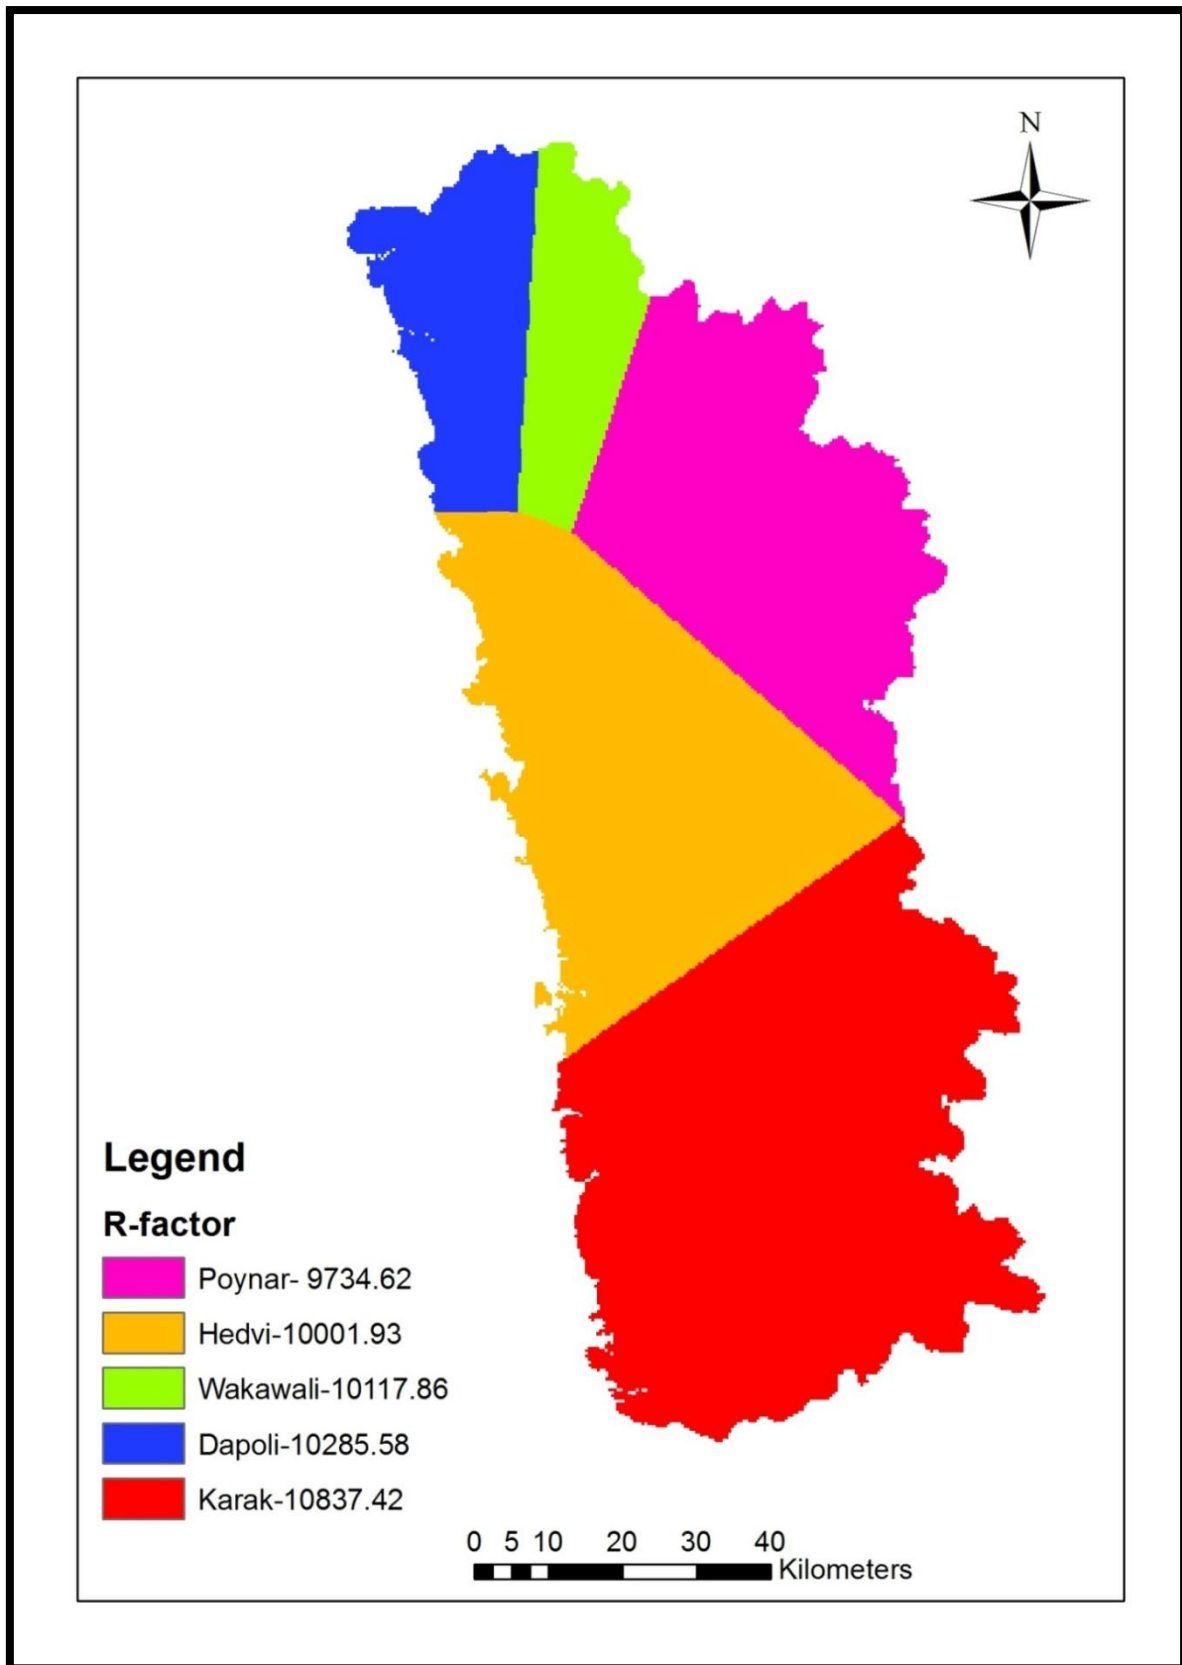 N
Legend
R-factor
Poynar- 9734.62
Hedvi-10001.93
Wakawali-10117.86
Dapoli-10285.58
Karak-10837.42
0 5 10 20 30 40
Kilometers